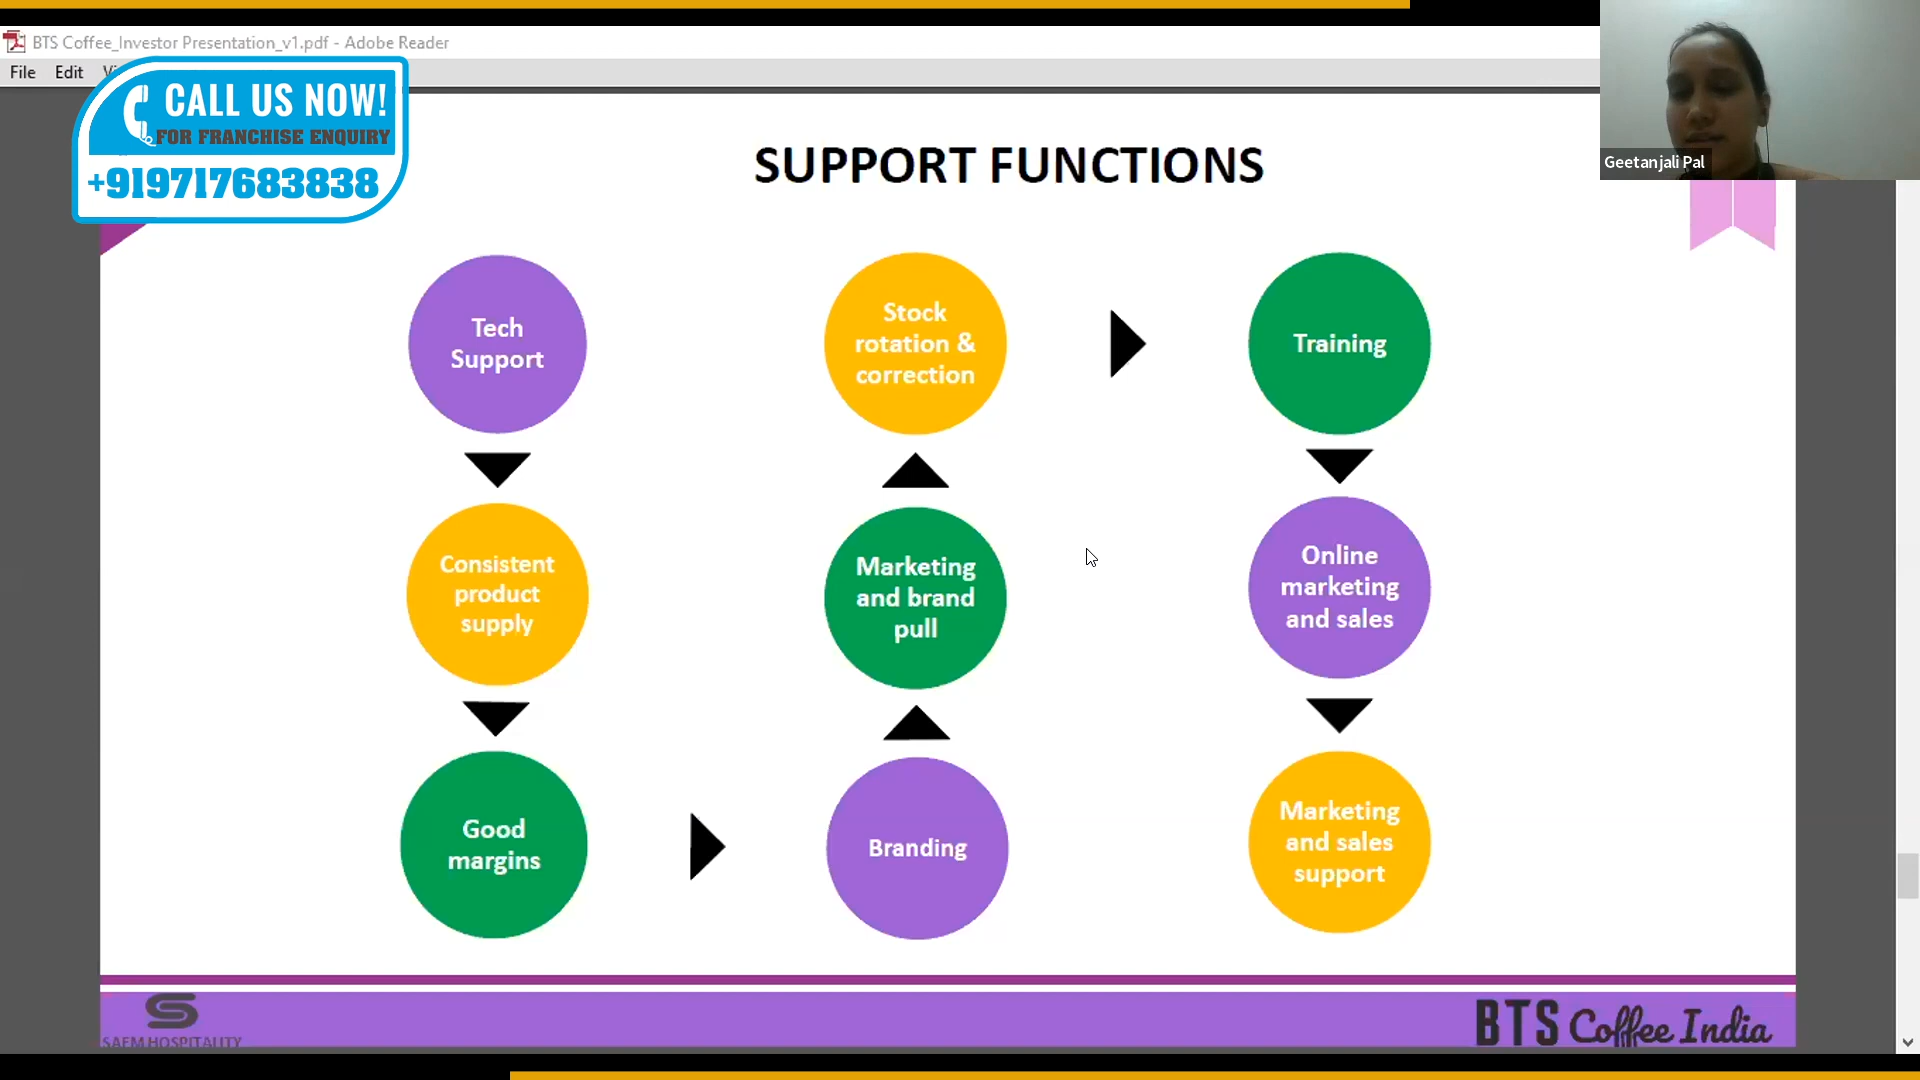 BTS Coffee_Investor Presentation_v1.pdf - Adobe Reader
File Edit
CALL US NOW!
FOR FRANCHISE ENQUIRY
+919717683838
Geetanjali Pal
SUPPORT FUNCTIONS
Tech
Support
Consistent
product
supply
Good
margins
Branding
Marketing
and brand
pull
Stock
rotation &
correction
Training
Online
marketing
and sales
Marketing
and sales
support
SAEM HOSPITALITY
BTS Coffee India